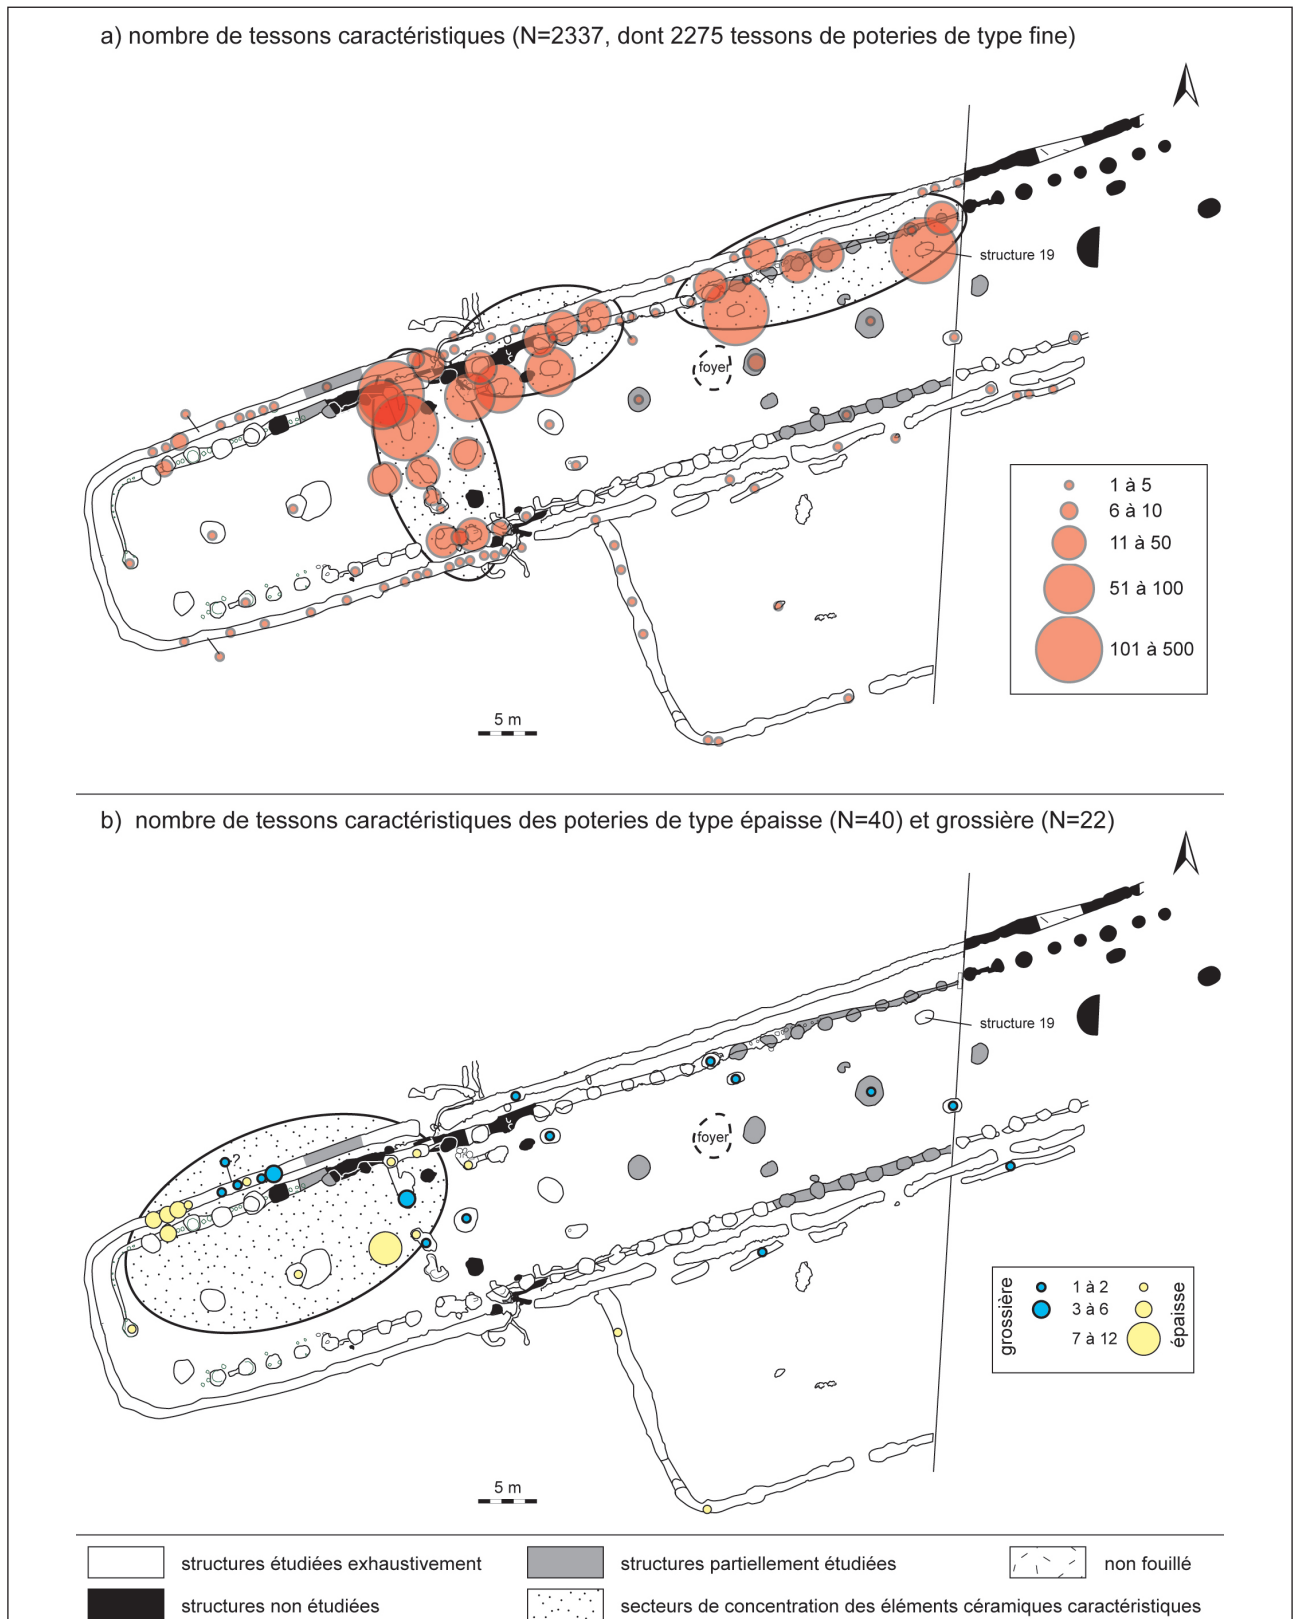 a) nombre de tessons caractéristiques (N=2337, dont 2275 tessons de poteries de type fine)
structure 19
foyer
1 à 5
6 à 10
11 à 50
51 à 100
101 à 500
5 m
b) nombre de tessons caractéristiques des poteries de type épaisse (N=40) et grossière (N=22)
structure 19
foyer
?
grossière
1 à 2
3 à 6
7 à 12
épaisse
5 m
structures étudiées exhaustivement
structures partiellement étudiées
non fouillé
structures non étudiées
secteurs de concentration des éléments céramiques caractéristiques